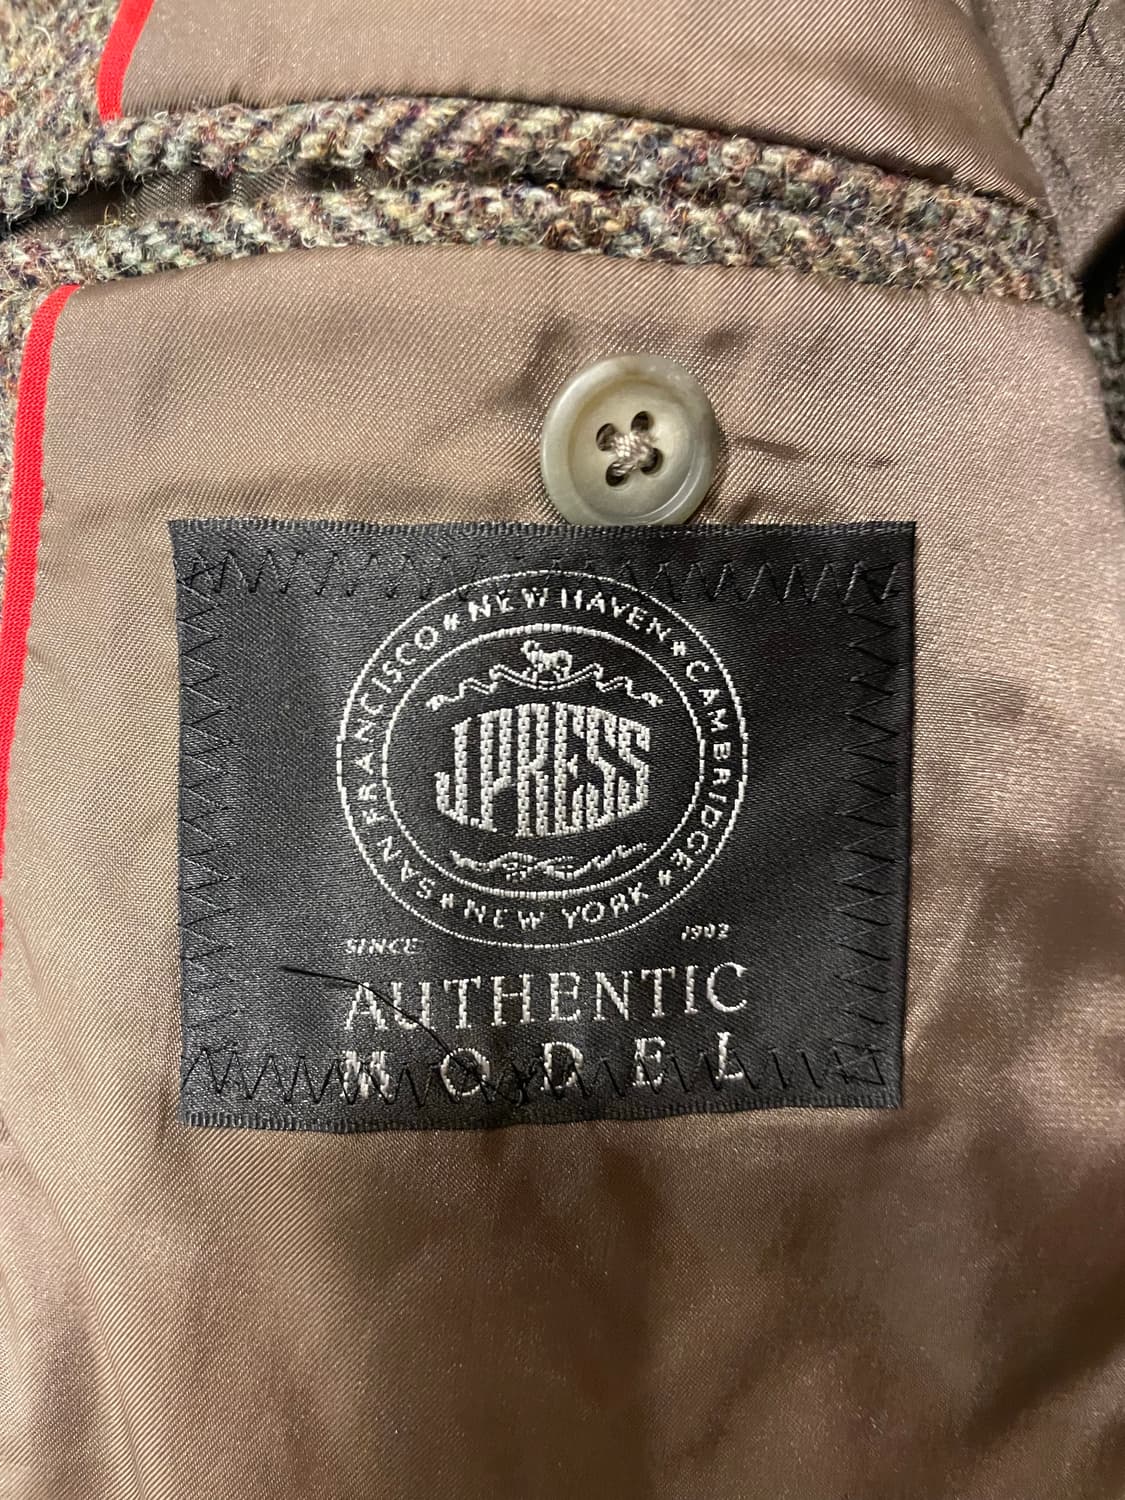 SAN FRANCISCO * NEW HAVEN * CAMBRIDGE * NEW YORK *
J.PRESS
SINCE 1902
AUTHENTIC
MODEL